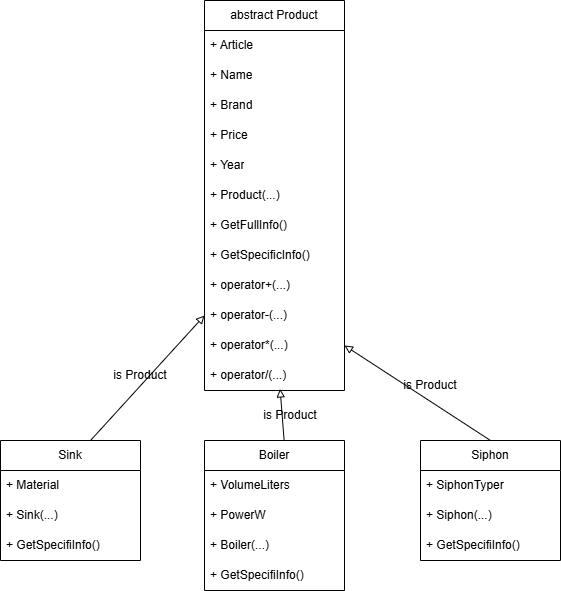 abstract Product
+ Article
+ Name
+ Brand
+ Price
+ Year
+ Product(...)
+ GetFullInfo()
+ GetSpecificInfo()
+ operator+(...)
+ operator-(...)
+ operator*(...)
+ operator/(...)
is Product
is Product
is Product
Sink
+ Material
+ Sink(...)
+ GetSpecifiInfo()
Boiler
+ VolumeLiters
+ PowerW
+ Boiler(...)
+ GetSpecifiInfo()
Siphon
+ SiphonTyper
+ Siphon(...)
+ GetSpecifiInfo()